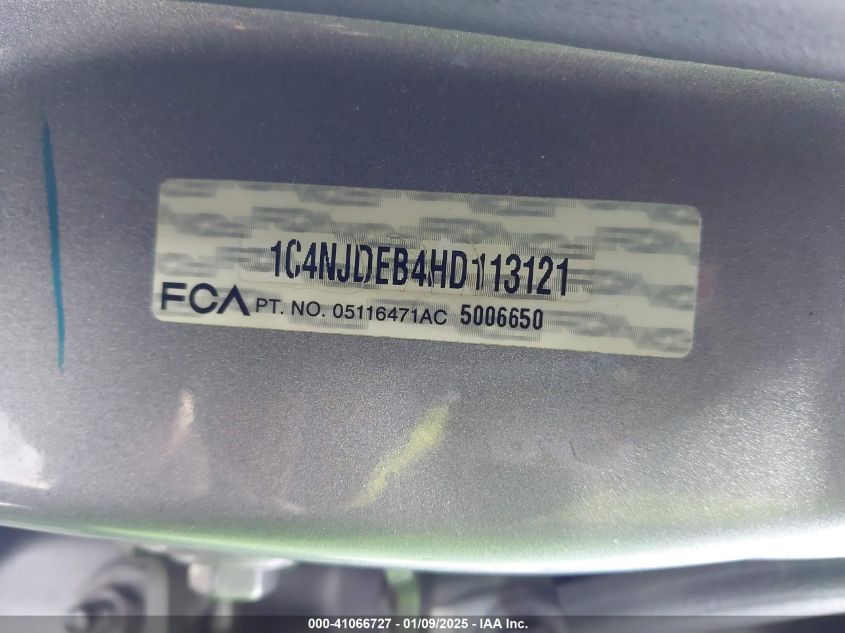 1C4NJDEB4HD113121
FCA PT. NO. 05116471AC 5006650
000-41066727 - 01/09/2025 - IAA Inc.